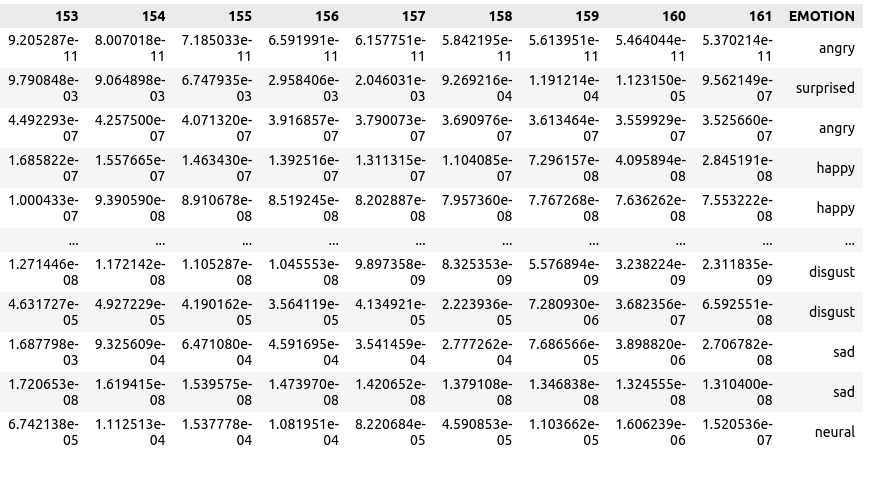 153 154 155 156 157 158 159 160 161 EMOTION
9.205287e- 8.007018e- 7.185033e- 6.591991e- 6.157751e- 5.842195e- 5.613951e- 5.464044e- 5.370214e- angry
11 11 11 11 11 11 11 11 11
9.790848e- 9.064898e- 6.747935e- 2.958406e- 2.046031e- 9.269216e- 1.191214e- 1.123150e- 9.562149e- surprised
03 03 03 03 03 04 04 05 07
4.492293e- 4.257500e- 4.071320e- 3.916857e- 3.790073e- 3.690976e- 3.613464e- 3.559929e- 3.525660e- angry
07 07 07 07 07 07 07 07 07
1.685822e- 1.557665e- 1.463430e- 1.392516e- 1.311315e- 1.104085e- 7.296157e- 4.095894e- 2.845191e- happy
07 07 07 07 07 07 08 08 08
1.000433e- 9.390590e- 8.910678e- 8.519245e- 8.202887e- 7.957360e- 7.767268e- 7.636262e- 7.553222e- happy
07 08 08 08 08 08 08 08 08
... ... ... ... ... ... ... ... ... ...
1.271446e- 1.172142e- 1.105287e- 1.045553e- 9.897358e- 8.325353e- 5.576894e- 3.238224e- 2.311835e- disgust
08 08 08 08 09 09 09 09 09
4.631727e- 4.927229e- 4.190162e- 3.564119e- 4.134921e- 2.223936e- 7.280930e- 3.682356e- 6.592551e- disgust
05 05 05 05 05 05 06 07 08
1.687798e- 9.325609e- 6.471080e- 4.591695e- 3.541459e- 2.777262e- 7.686566e- 3.898820e- 2.706782e- sad
03 04 04 04 04 04 05 06 08
1.720653e- 1.619415e- 1.539575e- 1.473970e- 1.420652e- 1.379108e- 1.346838e- 1.324555e- 1.310400e- sad
08 08 08 08 08 08 08 08 08
6.742138e- 1.112513e- 1.537778e- 1.081951e- 8.220684e- 4.590853e- 1.103662e- 1.606239e- 1.520536e- neural
05 04 04 04 05 05 05 06 07